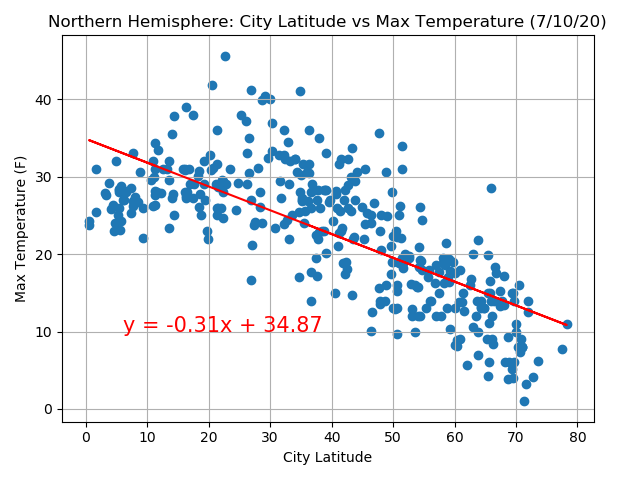 Northern Hemisphere: City Latitude vs Max Temperature (7/10/20)
Max Temperature (F)
40
30
20
10
0
y = -0.31x + 34.87
0 10 20 30 40 50 60 70 80
City Latitude